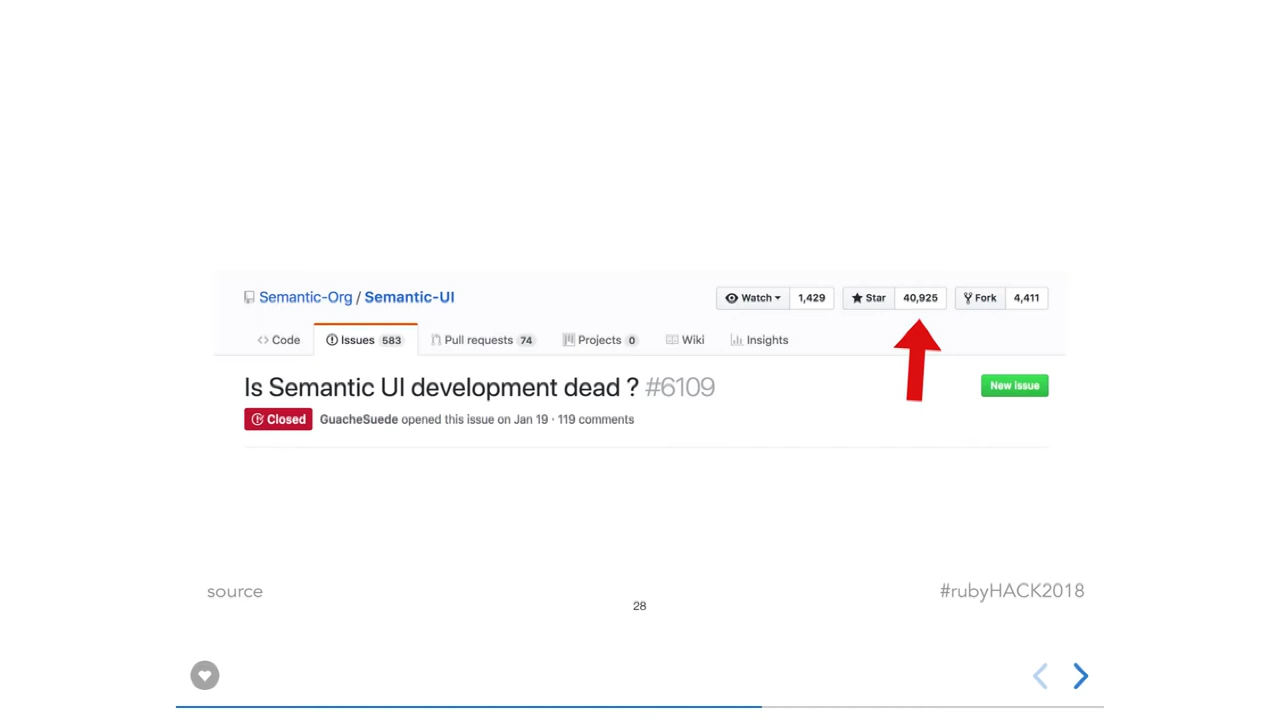 Semantic-Org / Semantic-UI Watch 1,429 Star 40,925 Fork 4,411
Code Issues 583 Pull requests 74 Projects 0 Wiki Insights
Is Semantic UI development dead ? #6109 New issue
Closed GuacheSuede opened this issue on Jan 19 · 119 comments
source #rubyHACK2018
28